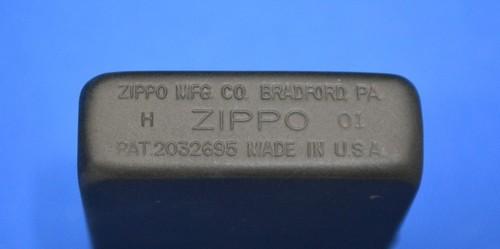 ZIPPO MFG. CO. BRADFORD, PA
H ZIPPO 01
PAT. 2032695 MADE IN U.S.A.